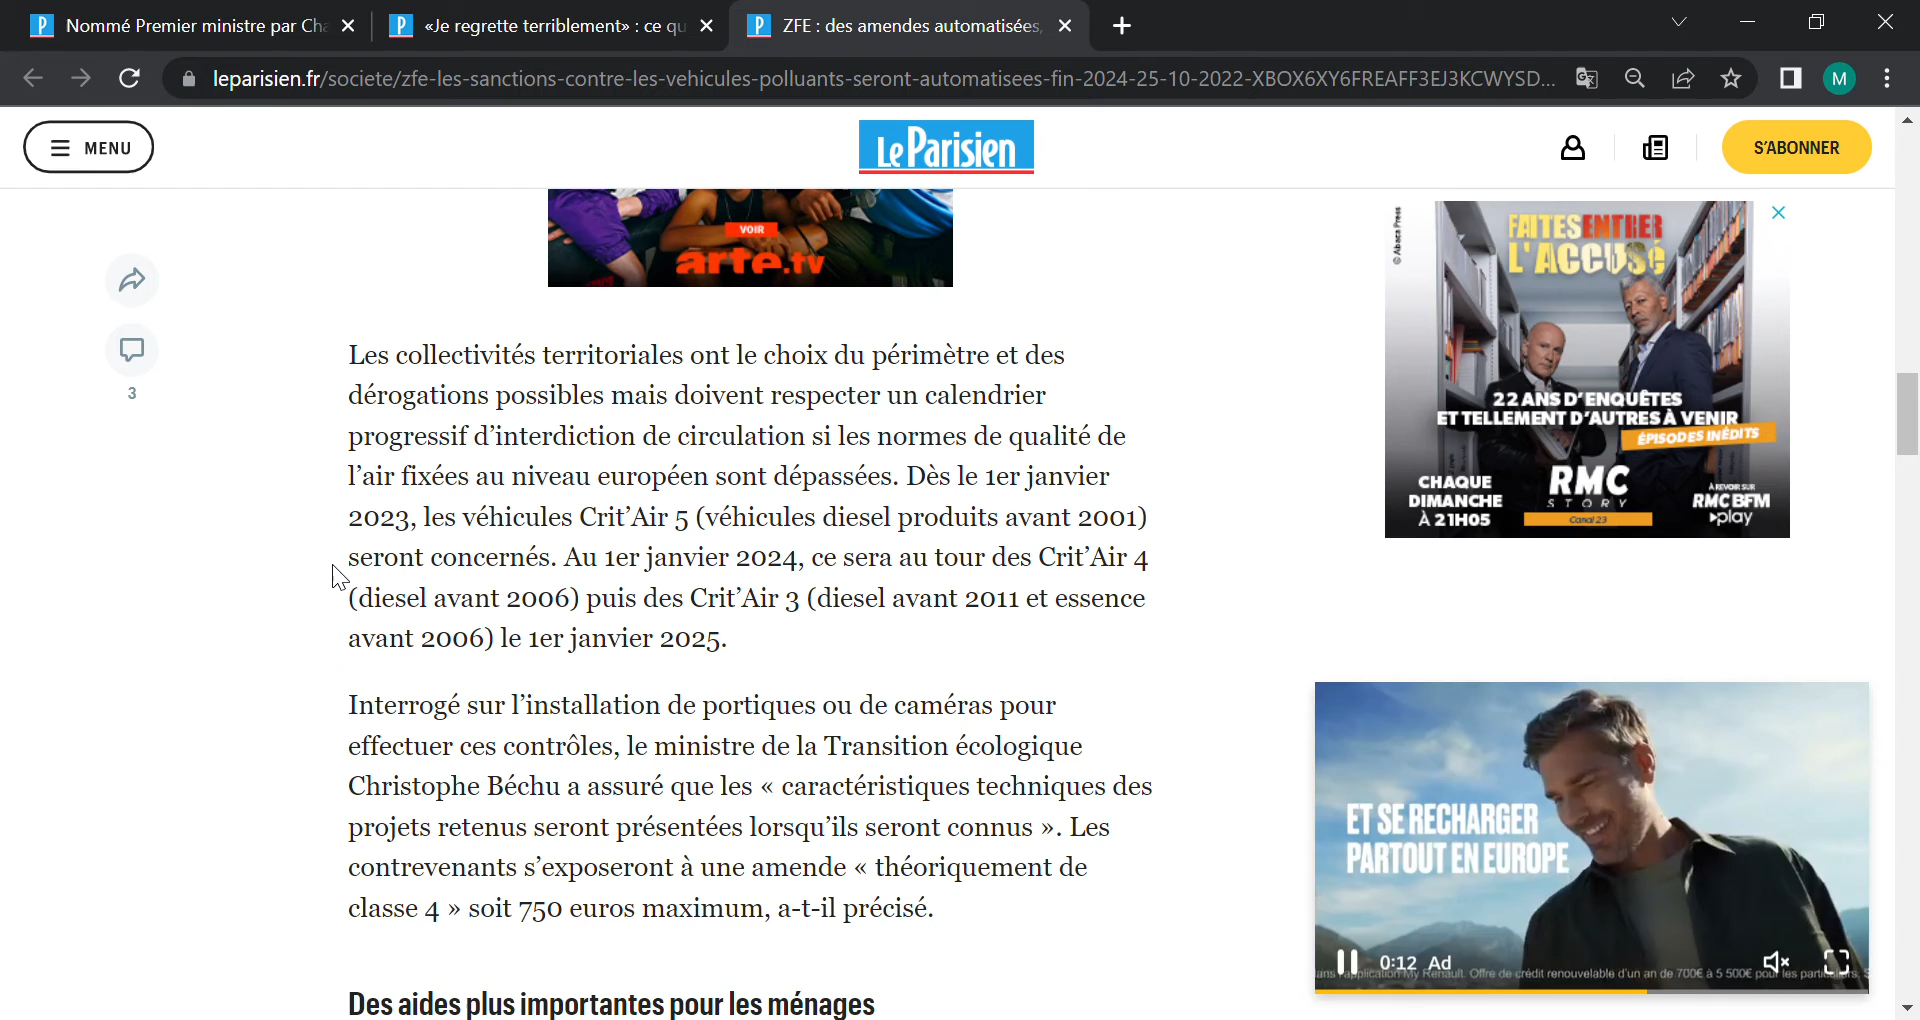 Nommé Premier ministre par Cha
«Je regrette terriblement» : ce qu
ZFE : des amendes automatisées,
leparisien.fr/societe/zfe-les-sanctions-contre-les-vehicules-polluants-seront-automatisees-fin-2024-25-10-2022-XBOX6XY6FREAFF3EJ3KCWYSD...
M
MENU
Le Parisien
S'ABONNER
VOIR
arte.tv
3
Les collectivités territoriales ont le choix du périmètre et des
dérogations possibles mais doivent respecter un calendrier
progressif d’interdiction de circulation si les normes de qualité de
l’air fixées au niveau européen sont dépassées. Dès le 1er janvier
2023, les véhicules Crit’Air 5 (véhicules diesel produits avant 2001)
seront concernés. Au 1er janvier 2024, ce sera au tour des Crit’Air 4
(diesel avant 2006) puis des Crit’Air 3 (diesel avant 2011 et essence
avant 2006) le 1er janvier 2025.
Interrogé sur l’installation de portiques ou de caméras pour
effectuer ces contrôles, le ministre de la Transition écologique
Christophe Béchu a assuré que les « caractéristiques techniques des
projets retenus seront présentées lorsqu’ils seront connus ». Les
contrevenants s’exposeront à une amende « théoriquement de
classe 4 » soit 750 euros maximum, a-t-il précisé.
Des aides plus importantes pour les ménages
© Abaca Press
FAITES ENTRER
L'ACCUSÉ
22 ANS D'ENQUÊTES
ET TELLEMENT D'AUTRES À VENIR
ÉPISODES INÉDITS
CHAQUE
DIMANCHE
À 21H05
RMC
STORY
Canal 23
À REVOIR SUR
RMC BFM
play
ET SE RECHARGER
PARTOUT EN EUROPE
0:12 Ad
application My Renault. Offre de crédit renouvelable d'un an de 700€ à 5 500€ pour les